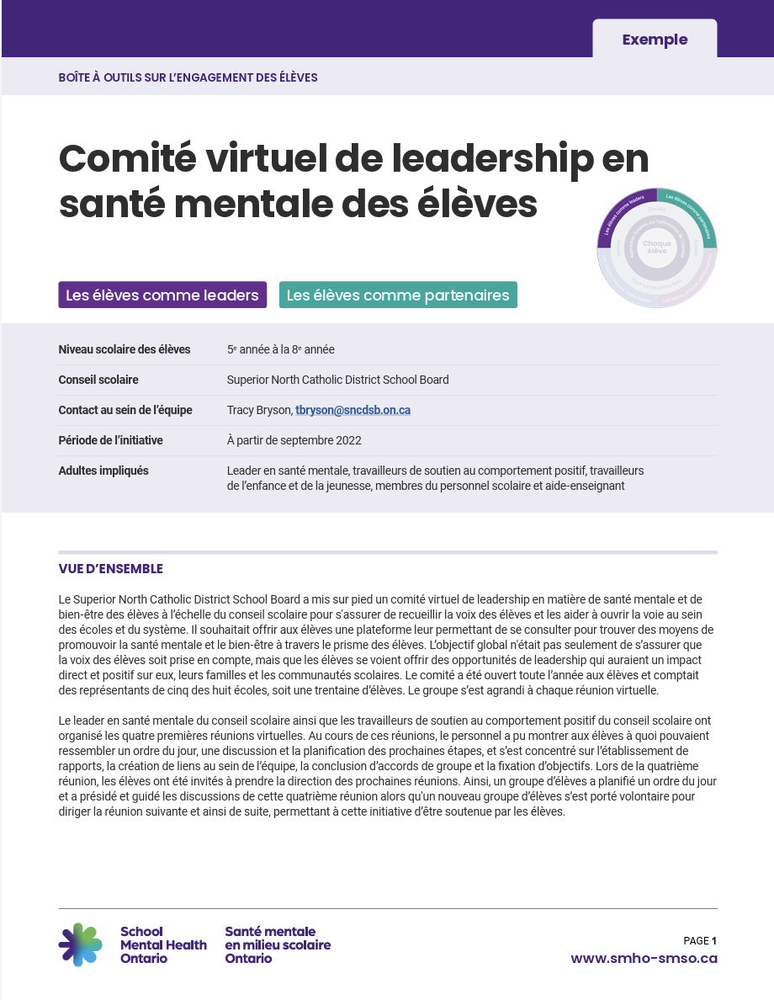 Exemple
BOÎTE À OUTILS SUR L’ENGAGEMENT DES ÉLÈVES
Comité virtuel de leadership en
santé mentale des élèves
Les élèves comme leaders
Les élèves comme partenaires
Chaque
élève
Les élèves comme leaders
Les élèves comme partenaires
Niveau scolaire des élèves 5e année à la 8e année
Conseil scolaire Superior North Catholic District School Board
Contact au sein de l’équipe Tracy Bryson, tbryson@sncdsb.on.ca
Période de l’initiative À partir de septembre 2022
Adultes impliqués Leader en santé mentale, travailleurs de soutien au comportement positif, travailleurs
de l’enfance et de la jeunesse, membres du personnel scolaire et aide-enseignant
VUE D’ENSEMBLE
Le Superior North Catholic District School Board a mis sur pied un comité virtuel de leadership en matière de santé mentale et de
bien-être des élèves à l’échelle du conseil scolaire pour s'assurer de recueillir la voix des élèves et les aider à ouvrir la voie au sein
des écoles et du système. Il souhaitait offrir aux élèves une plateforme leur permettant de se consulter pour trouver des moyens de
promouvoir la santé mentale et le bien-être à travers le prisme des élèves. L’objectif global n'était pas seulement de s’assurer que
la voix des élèves soit prise en compte, mais que les élèves se voient offrir des opportunités de leadership qui auraient un impact
direct et positif sur eux, leurs familles et les communautés scolaires. Le comité a été ouvert toute l’année aux élèves et comptait
des représentants de cinq des huit écoles, soit une trentaine d’élèves. Le groupe s’est agrandi à chaque réunion virtuelle.
Le leader en santé mentale du conseil scolaire ainsi que les travailleurs de soutien au comportement positif du conseil scolaire ont
organisé les quatre premières réunions virtuelles. Au cours de ces réunions, le personnel a pu montrer aux élèves à quoi pouvaient
ressembler un ordre du jour, une discussion et la planification des prochaines étapes, et s’est concentré sur l’établissement de
rapports, la création de liens au sein de l’équipe, la conclusion d’accords de groupe et la fixation d’objectifs. Lors de la quatrième
réunion, les élèves ont été invités à prendre la direction des prochaines réunions. Ainsi, un groupe d’élèves a planifié un ordre du jour
et a présidé et guidé les discussions de cette quatrième réunion alors qu'un nouveau groupe d’élèves s’est porté volontaire pour
diriger la réunion suivante et ainsi de suite, permettant à cette initiative d’être soutenue par les élèves.
School
Mental Health
Ontario
Santé mentale
en milieu scolaire
Ontario
PAGE 1
www.smho-smso.ca